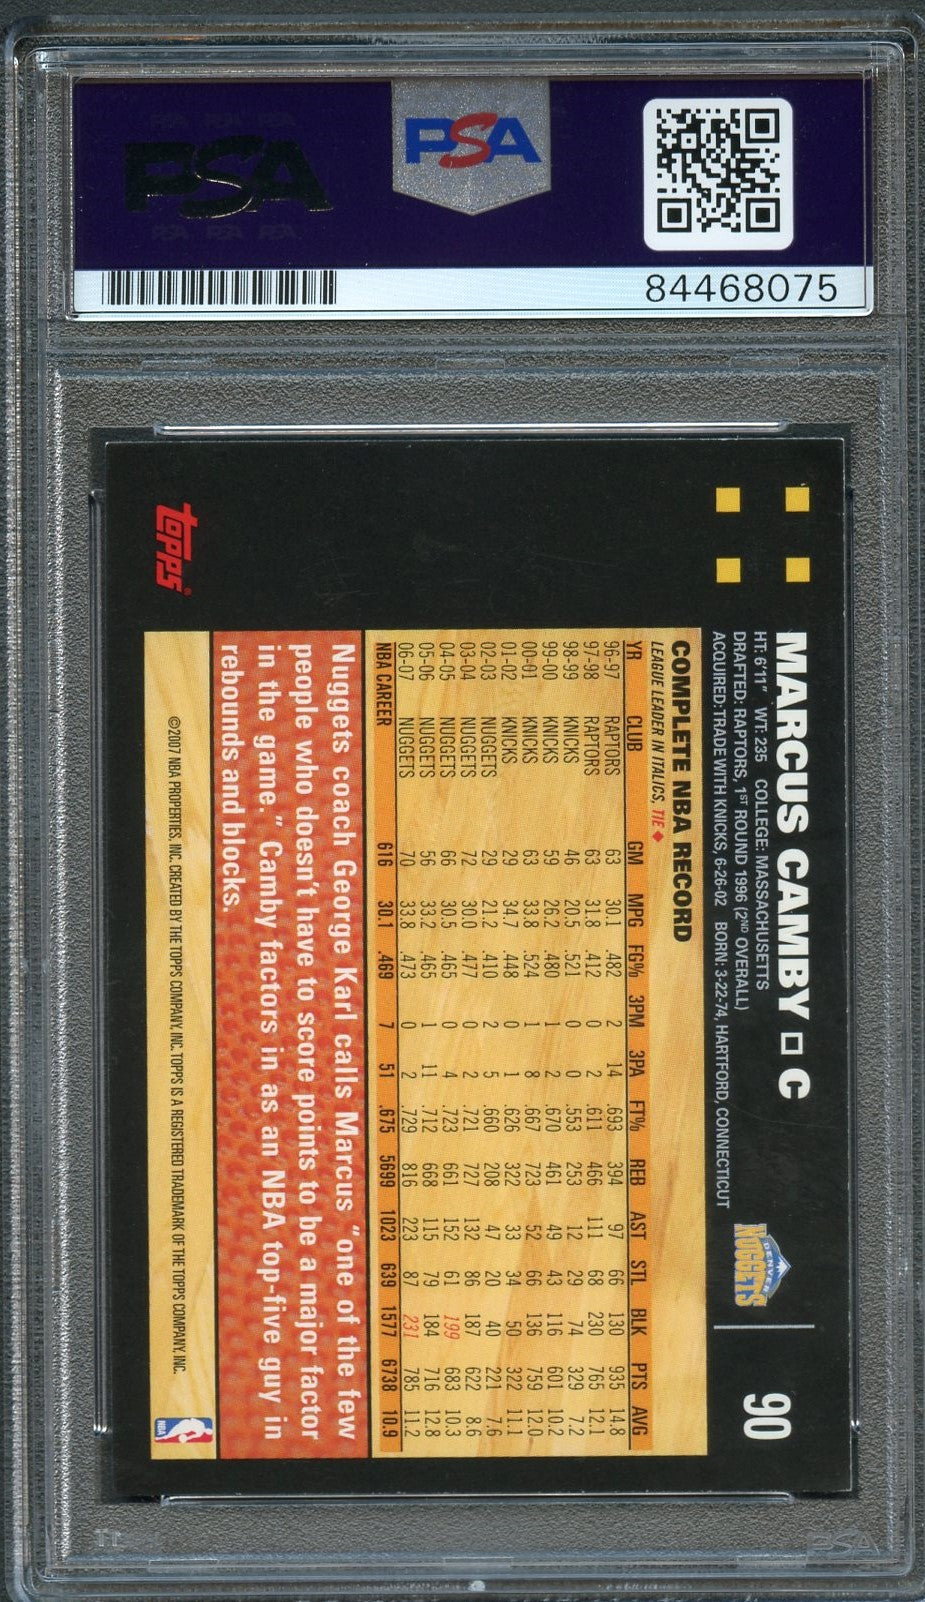 PSA
PSA
84468075
MARCUS CAMBY □ C
90
HT: 6'11" WT: 235 COLLEGE: MASSACHUSETTS
DRAFTED: RAPTORS, 1ST ROUND 1996 (2ND OVERALL)
ACQUIRED: TRADE WITH KNICKS, 6-26-02 BORN: 3-22-74, HARTFORD, CONNECTICUT
DENVER
NUGGETS
COMPLETE NBA RECORD
LEAGUE LEADER IN ITALICS, TIE ◆
YR CLUB GM MPG FG% 3PM 3PA FT% REB AST STL BLK PTS AVG
96-97 RAPTORS 63 30.1 .482 2 14 .693 394 97 66 130 935 14.8
97-98 RAPTORS 63 31.8 .412 0 2 .611 466 111 68 230 765 12.1
98-99 KNICKS 46 20.5 .521 0 0 .553 253 12 29 74 329 7.2
99-00 KNICKS 59 26.2 .480 1 2 .670 461 49 43 116 601 10.2
00-01 KNICKS 63 33.8 .524 1 8 .667 723 52 66 136 759 12.0
01-02 KNICKS 29 34.7 .448 0 1 .626 322 33 34 50 322 11.1
02-03 NUGGETS 29 21.2 .410 2 5 .660 208 47 20 40 221 7.6
03-04 NUGGETS 72 30.0 .477 0 2 .721 727 132 86 187 622 8.6
04-05 NUGGETS 66 30.5 .465 0 4 .723 661 152 61 199 683 10.3
05-06 NUGGETS 56 33.2 .465 1 11 .712 668 115 79 184 716 12.8
06-07 NUGGETS 70 33.8 .473 0 2 .729 816 223 87 231 785 11.2
NBA CAREER 616 30.1 .469 7 51 .675 5699 1023 639 1577 6738 10.9
Nuggets coach George Karl calls Marcus "one of the few
people who doesn't have to score points to be a major factor
in the game." Camby factors in as an NBA top-five guy in
rebounds and blocks.
Topps
©2007 NBA PROPERTIES, INC. CREATED BY THE TOPPS COMPANY, INC. TOPPS IS A REGISTERED TRADEMARK OF THE TOPPS COMPANY, INC.
NBA
PSA